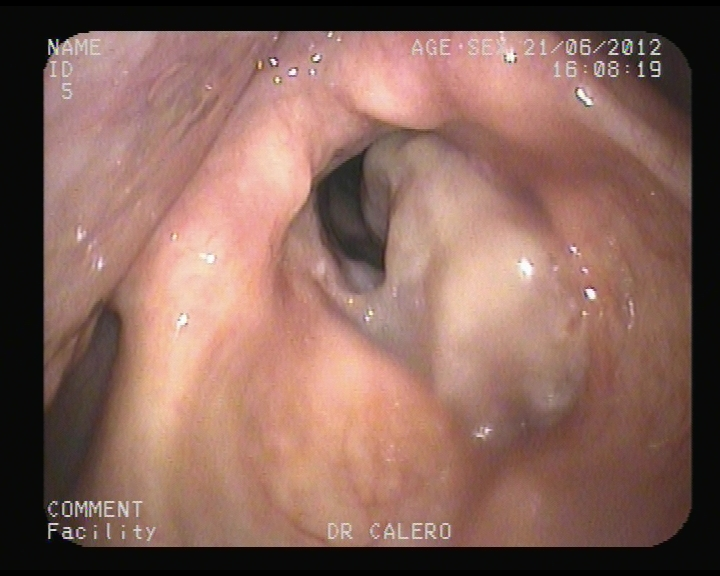 NAME AGE SEX 21/06/2012
ID 16:08:19
5
COMMENT
Facility DR CALERO